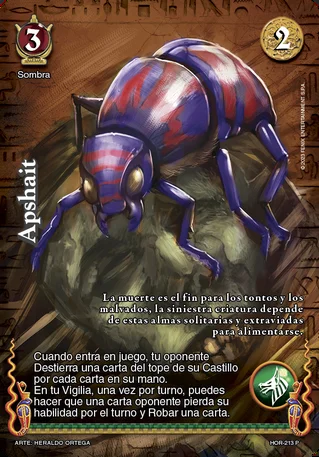 3
2
Sombra
Apshait
©2023 FENIX ENTERTAINMENT S.P.A.
La muerte es el fin para los tontos y los
malvados, la siniestra criatura depende
de estas almas solitarias y extraviadas
para alimentarse.
Cuando entra en juego, tu oponente
Destierra una carta del tope de su Castillo
por cada carta en su mano.
En tu Vigilia, una vez por turno, puedes
hacer que una carta oponente pierda su
habilidad por el turno y Robar una carta.
ARTE: HERALDO ORTEGA
HOR-213 P